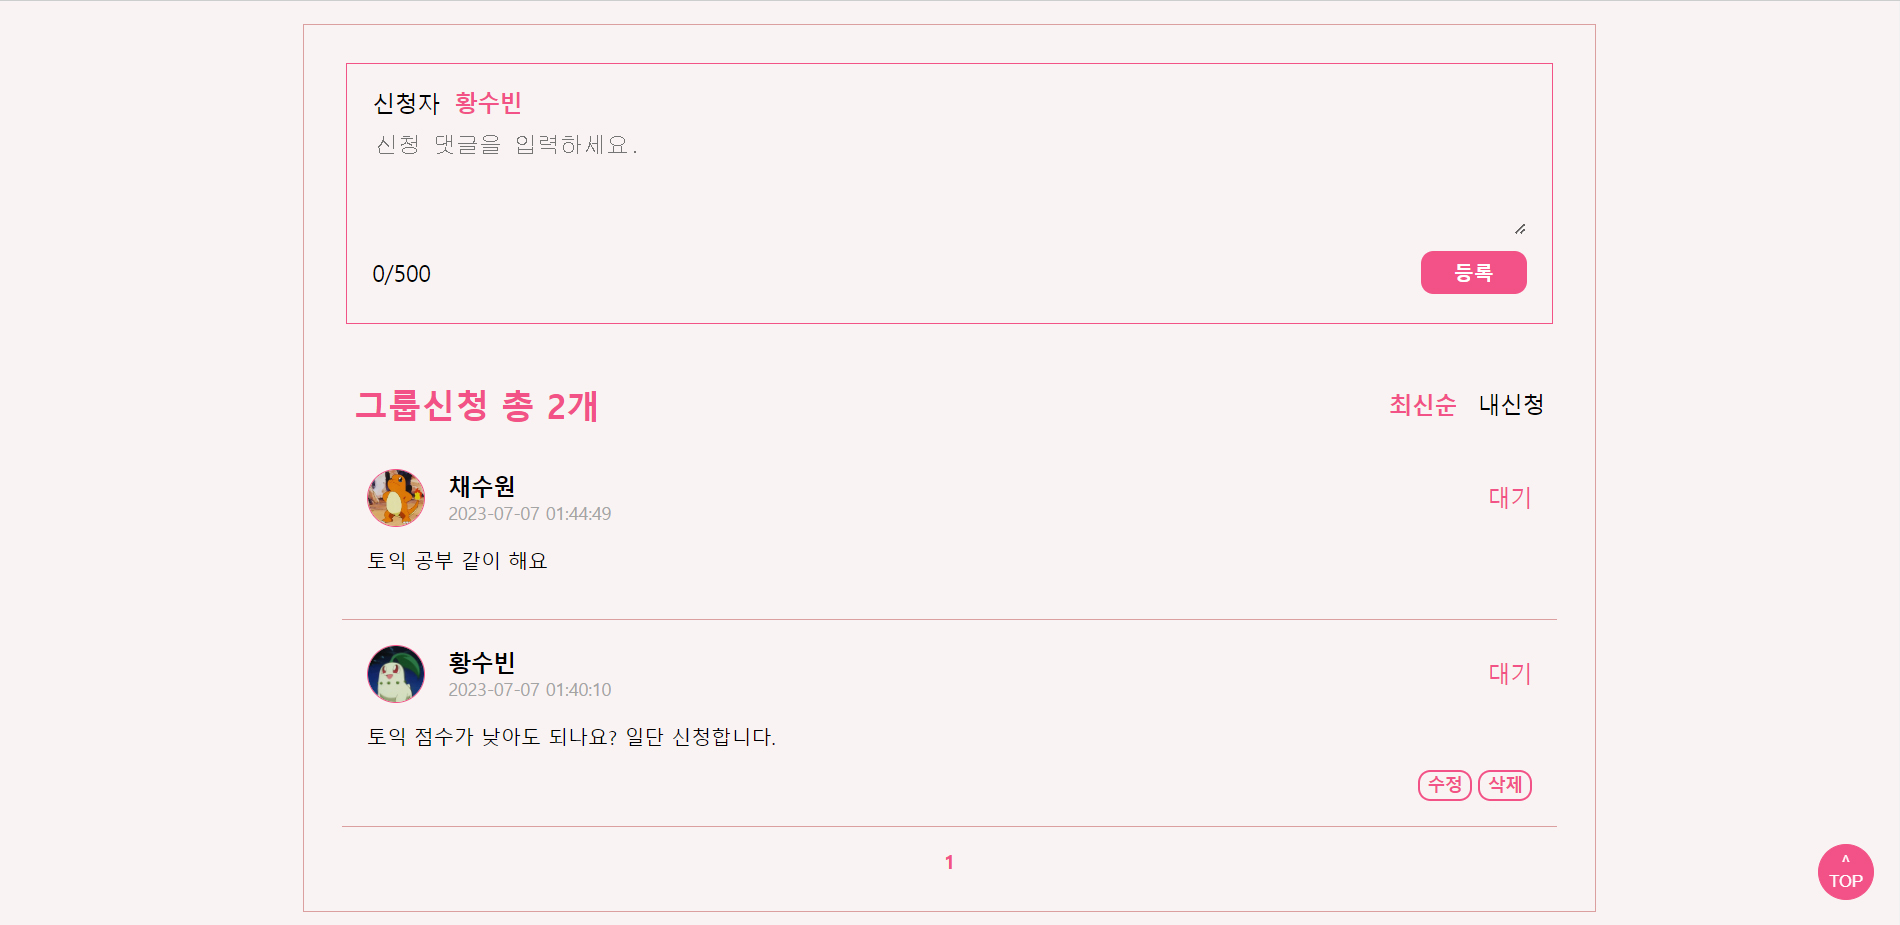 신청자 황수빈
신청 댓글을 입력하세요.
0/500 등록
그룹신청 총 2개 최신순 내신청
채수원
2023-07-07 01:44:49
대기
토익 공부 같이 해요
황수빈
2023-07-07 01:40:10
대기
토익 점수가 낮아도 되나요? 일단 신청합니다.
수정 삭제
1
^
TOP